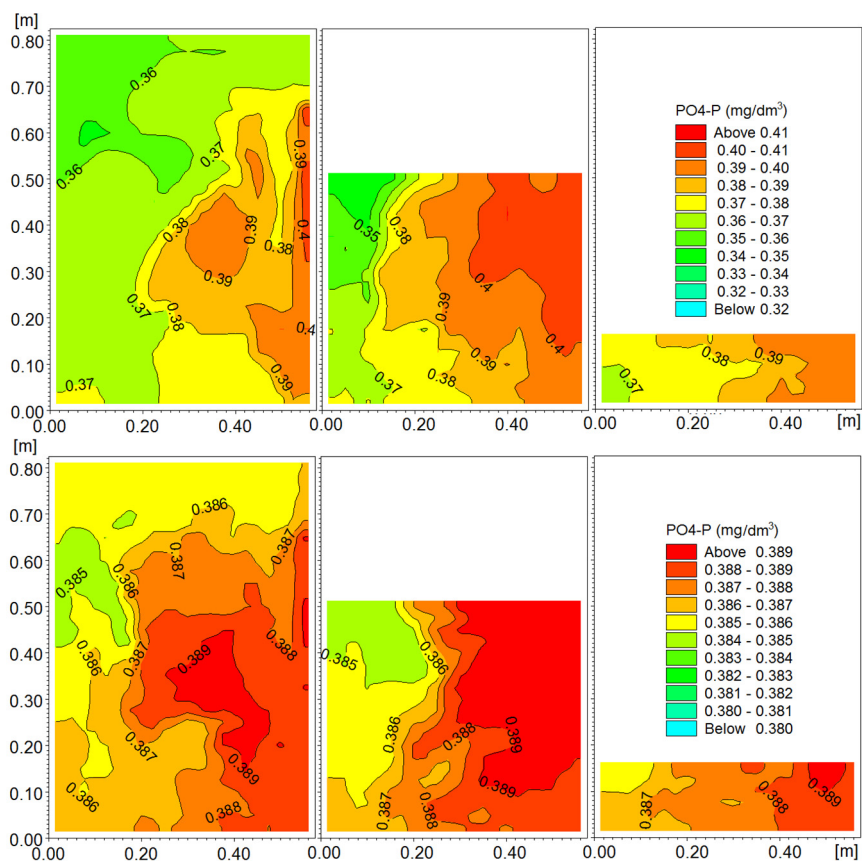 [m]
0.80
0.70
0.60
0.50
0.40
0.30
0.20
0.10
0.00
0.36
0.36
0.37
0.39
0.38
0.39
0.38
0.4
0.39
0.37
0.38
0.4
0.37
0.39
0.00 0.20 0.40
0.35
0.38
0.4
0.39
0.4
0.39
0.38
0.37
0.00 0.20 0.40
PO4-P (mg/dm³)
Above 0.41
0.40 - 0.41
0.39 - 0.40
0.38 - 0.39
0.37 - 0.38
0.36 - 0.37
0.35 - 0.36
0.34 - 0.35
0.33 - 0.34
0.32 - 0.33
Below 0.32
0.38
0.39
0.37
0.20 0.40 [m]
[m]
0.80
0.70
0.60
0.50
0.40
0.30
0.20
0.10
0.00
0.386
0.387
0.387
0.385
0.386
0.388
0.387
0.386
0.389
0.387
0.389
0.386
0.388
0.00 0.20 0.40
0.385
0.386
0.386
0.388
0.389
0.389
0.387
0.388
0.00 0.20 0.40
PO4-P (mg/dm³)
Above 0.389
0.388 - 0.389
0.387 - 0.388
0.386 - 0.387
0.385 - 0.386
0.384 - 0.385
0.383 - 0.384
0.382 - 0.383
0.381 - 0.382
0.380 - 0.381
Below 0.380
0.387
0.388
0.389
0.20 0.40 [m]